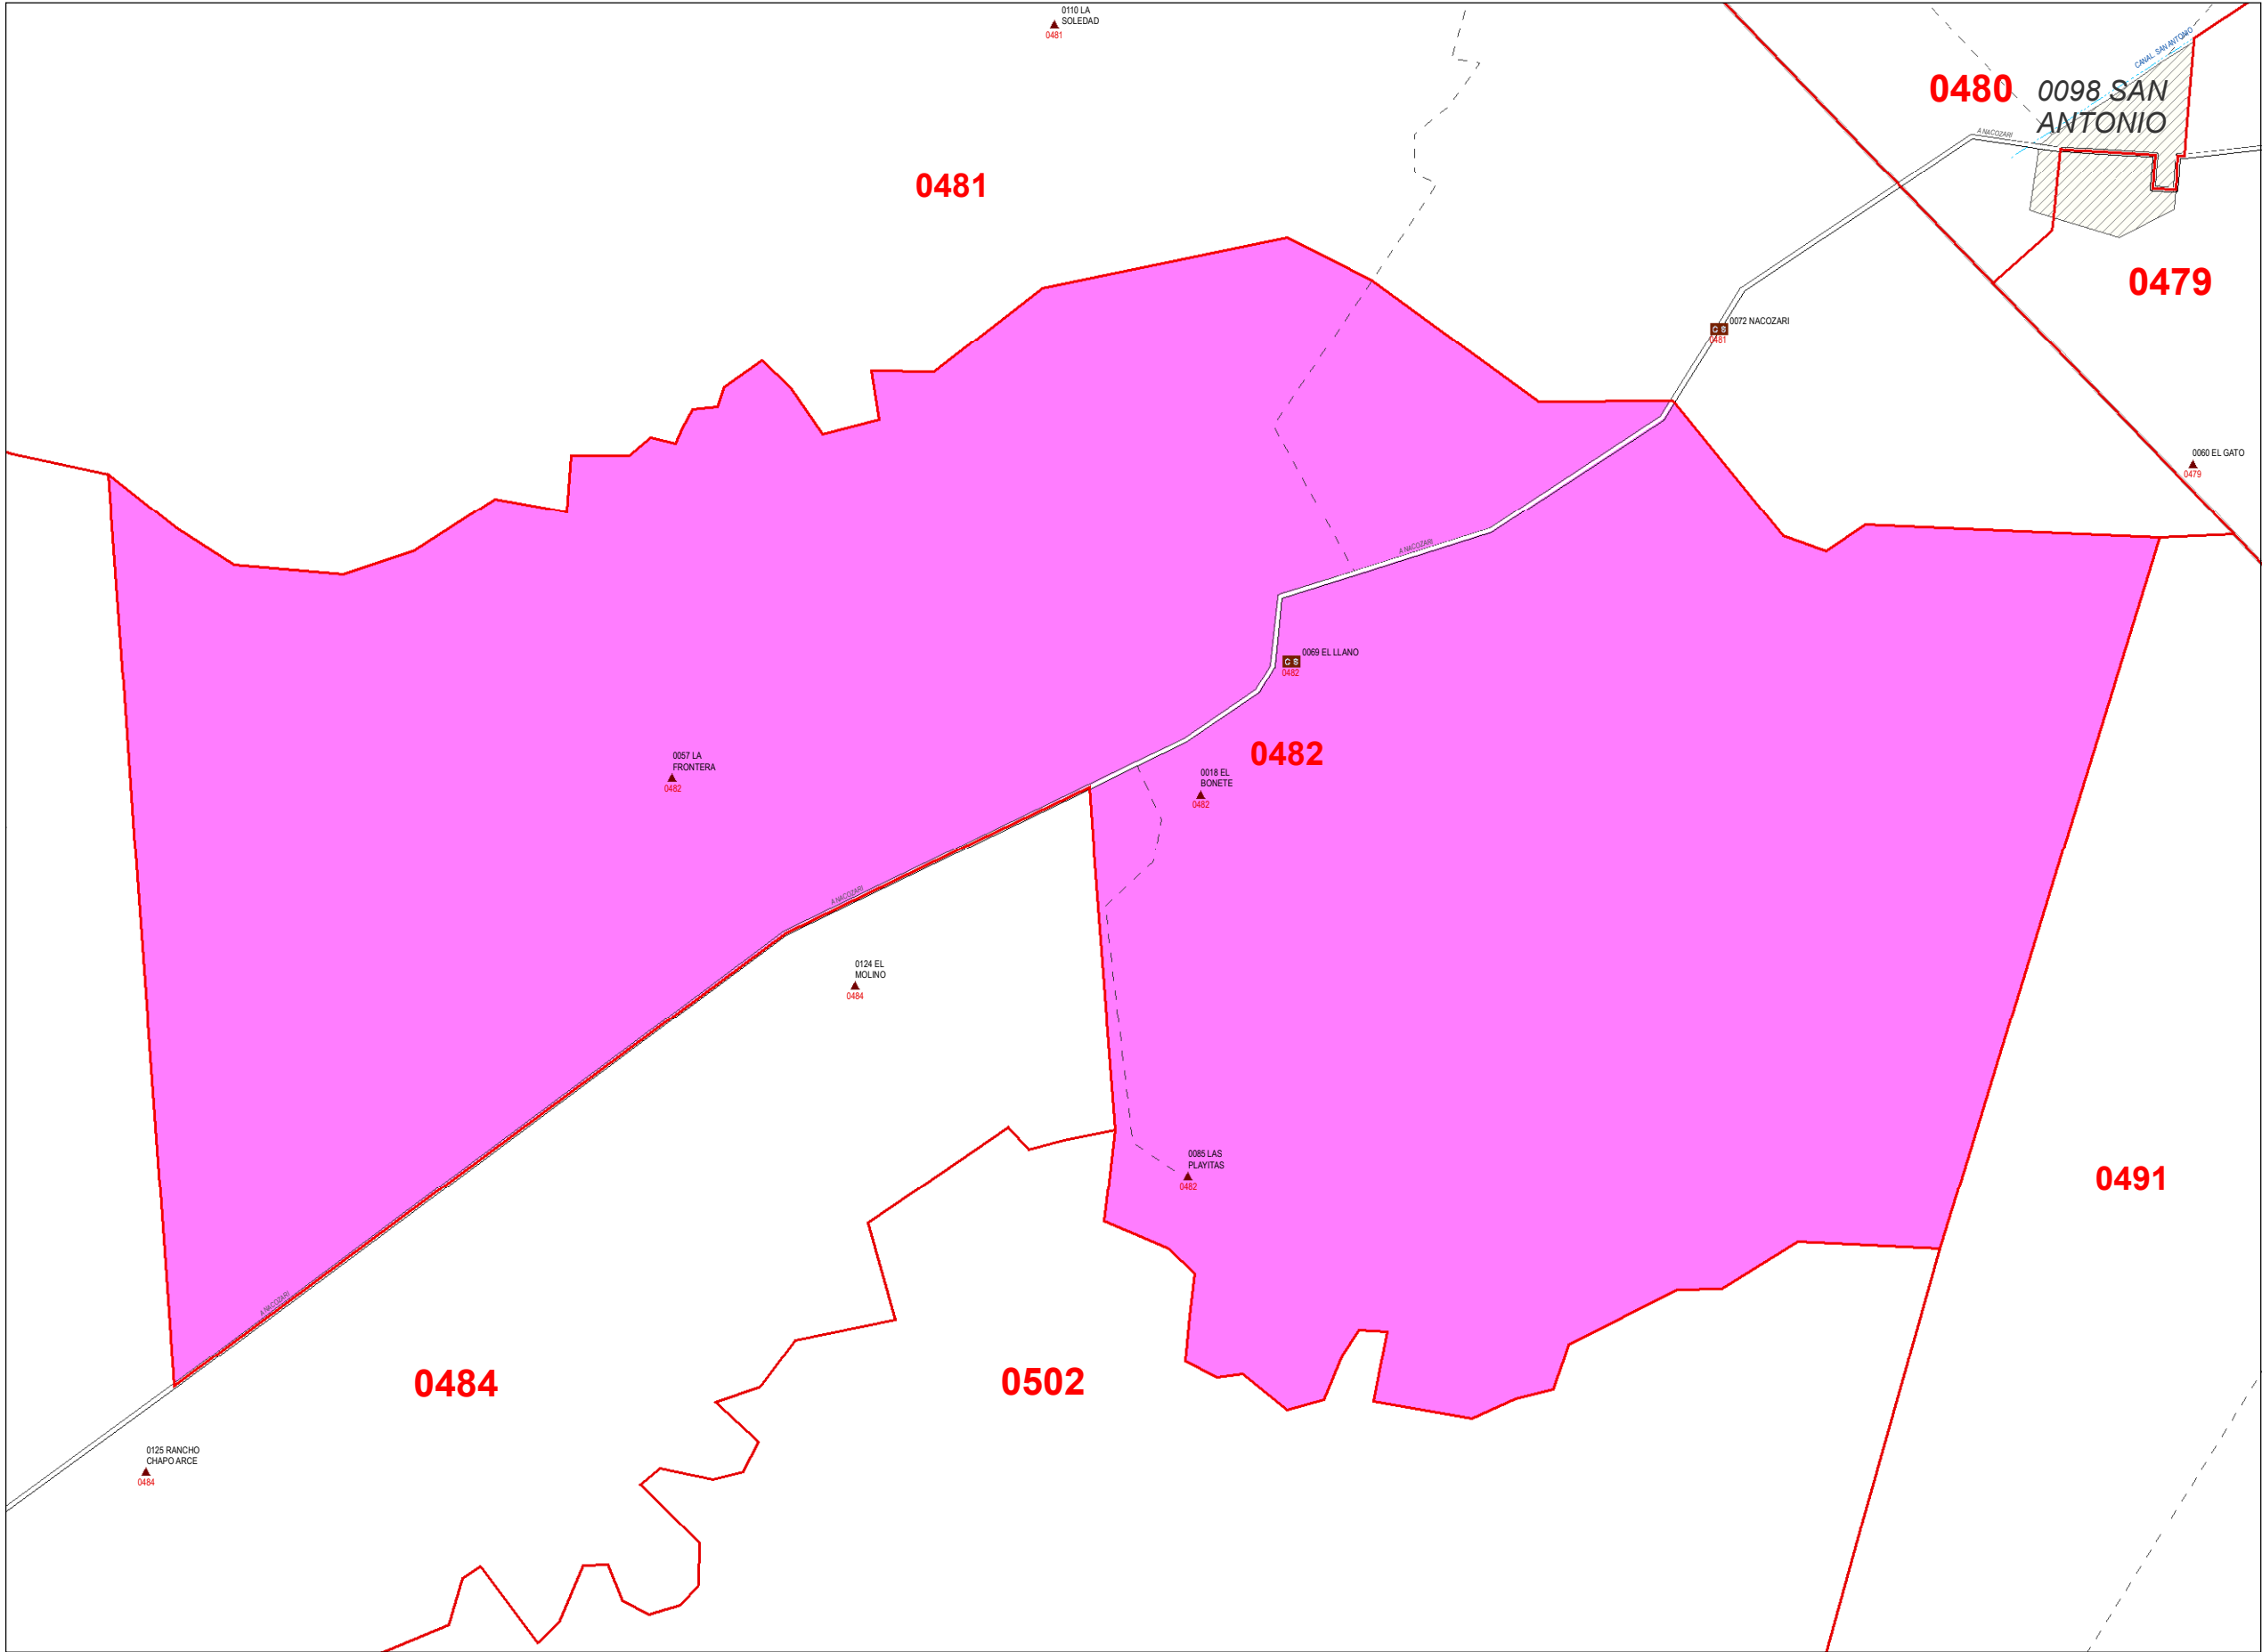 0110 LA
SOLEDAD
0481
CANAL SAN ANTONIO
0480
0098 SAN
ANTONIO
A NACOZARI
0481
0479
0072 NACOZARI
C S
0481
0060 EL GATO
0479
A NACOZARI
0069 EL LLANO
C S
0482
0482
0057 LA
FRONTERA
0482
0018 EL
BONETE
0482
A NACOZARI
0124 EL
MOLINO
0484
0085 LAS
PLAYITAS
0482
0491
A NACOZARI
0484
0502
0125 RANCHO
CHAPO ARCE
0484